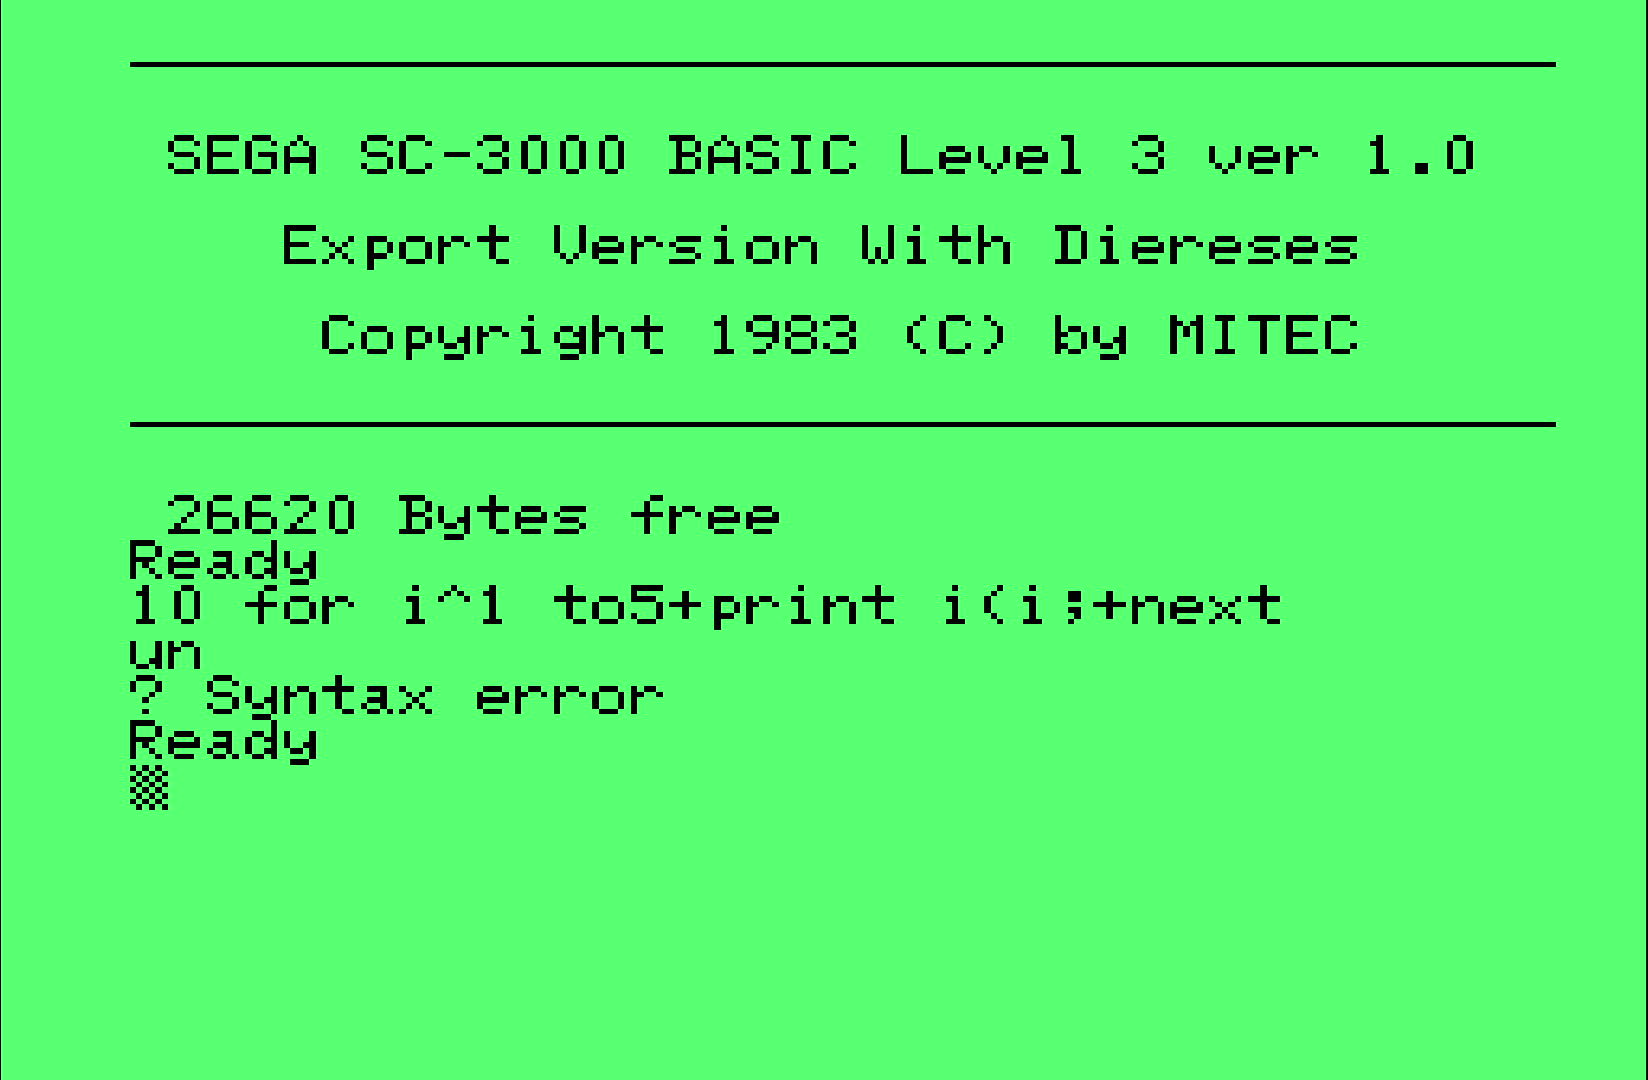 SEGA SC-3000 BASIC Level 3 ver 1.0
Export Version With Diereses
Copyright 1983 (C) by MITEC
26620 Bytes free
Ready
10 for i^1 to5+print i(i;+next
un
? Syntax error
Ready